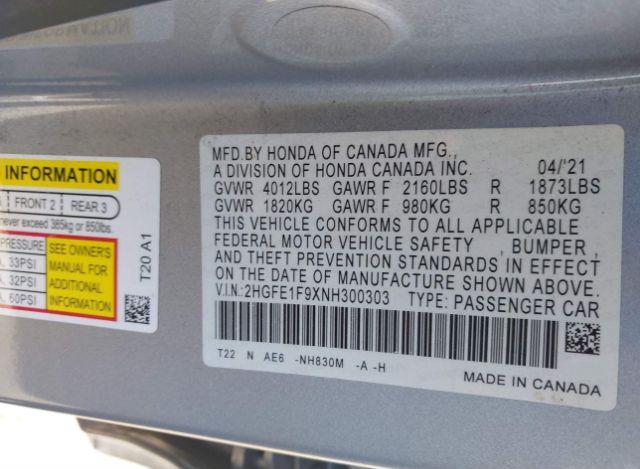 INFORMATION
FRONT 2 REAR 3
never exceed 385kg or 850lbs.
PRESSURE SEE OWNER'S
33PSI MANUAL FOR
32PSI ADDITIONAL
60PSI INFORMATION
T20 A1
MFD.BY HONDA OF CANADA MFG.,
A DIVISION OF HONDA CANADA INC. 04/'21
GVWR 4012LBS GAWR F 2160LBS R 1873LBS
GVWR 1820KG GAWR F 980KG R 850KG
THIS VEHICLE CONFORMS TO ALL APPLICABLE
FEDERAL MOTOR VEHICLE SAFETY , BUMPER,
AND THEFT PREVENTION STANDARDS IN EFFECT
ON THE DATE OF MANUFACTURE SHOWN ABOVE.
V.I.N:2HGFE1F9XNH300303 TYPE: PASSENGER CAR
T22 N AE6 -NH830M -A -H
MADE IN CANADA